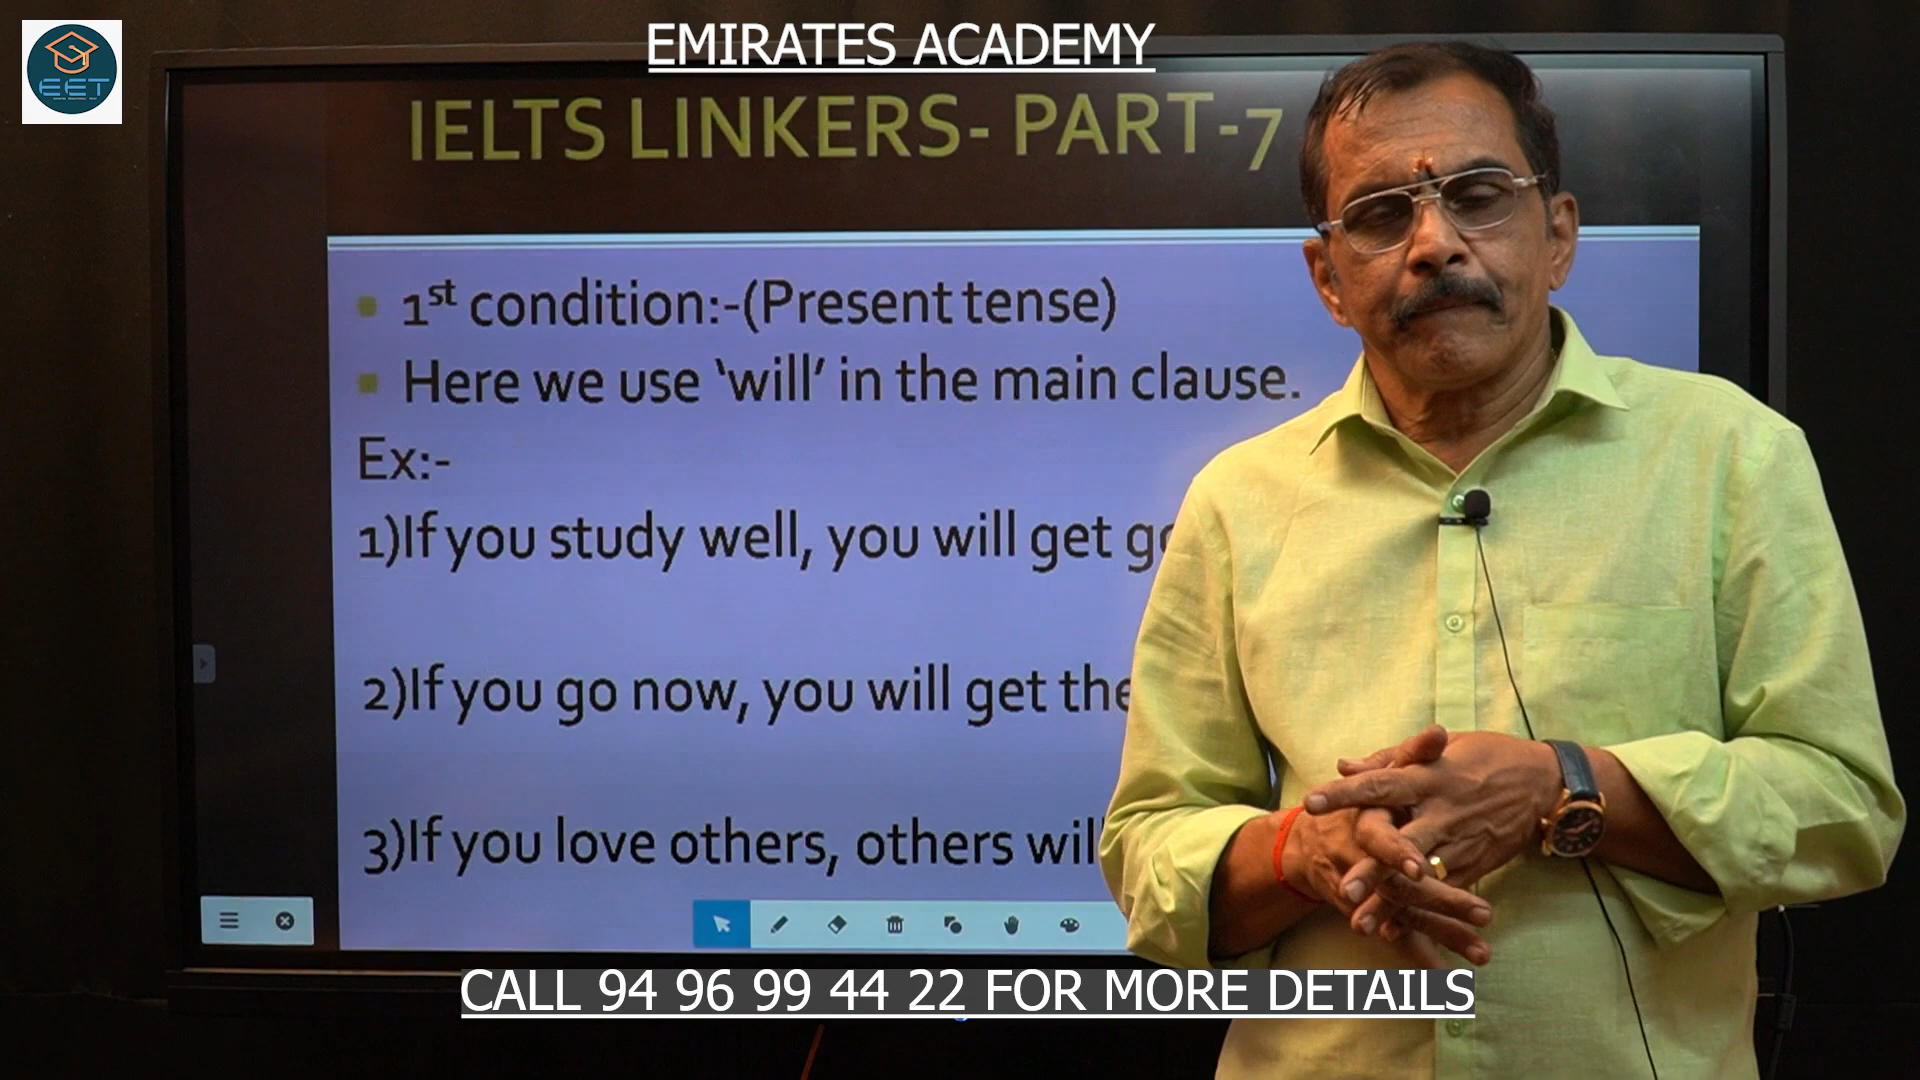 EMIRATES ACADEMY
EET
IELTS LINKERS- PART-7
1st condition:-(Present tense)
Here we use ‘will’ in the main clause.
Ex:-
1)If you study well, you will get
2)If you go now, you will get
3)If you love others, others will
CALL 94 96 99 44 22 FOR MORE DETAILS